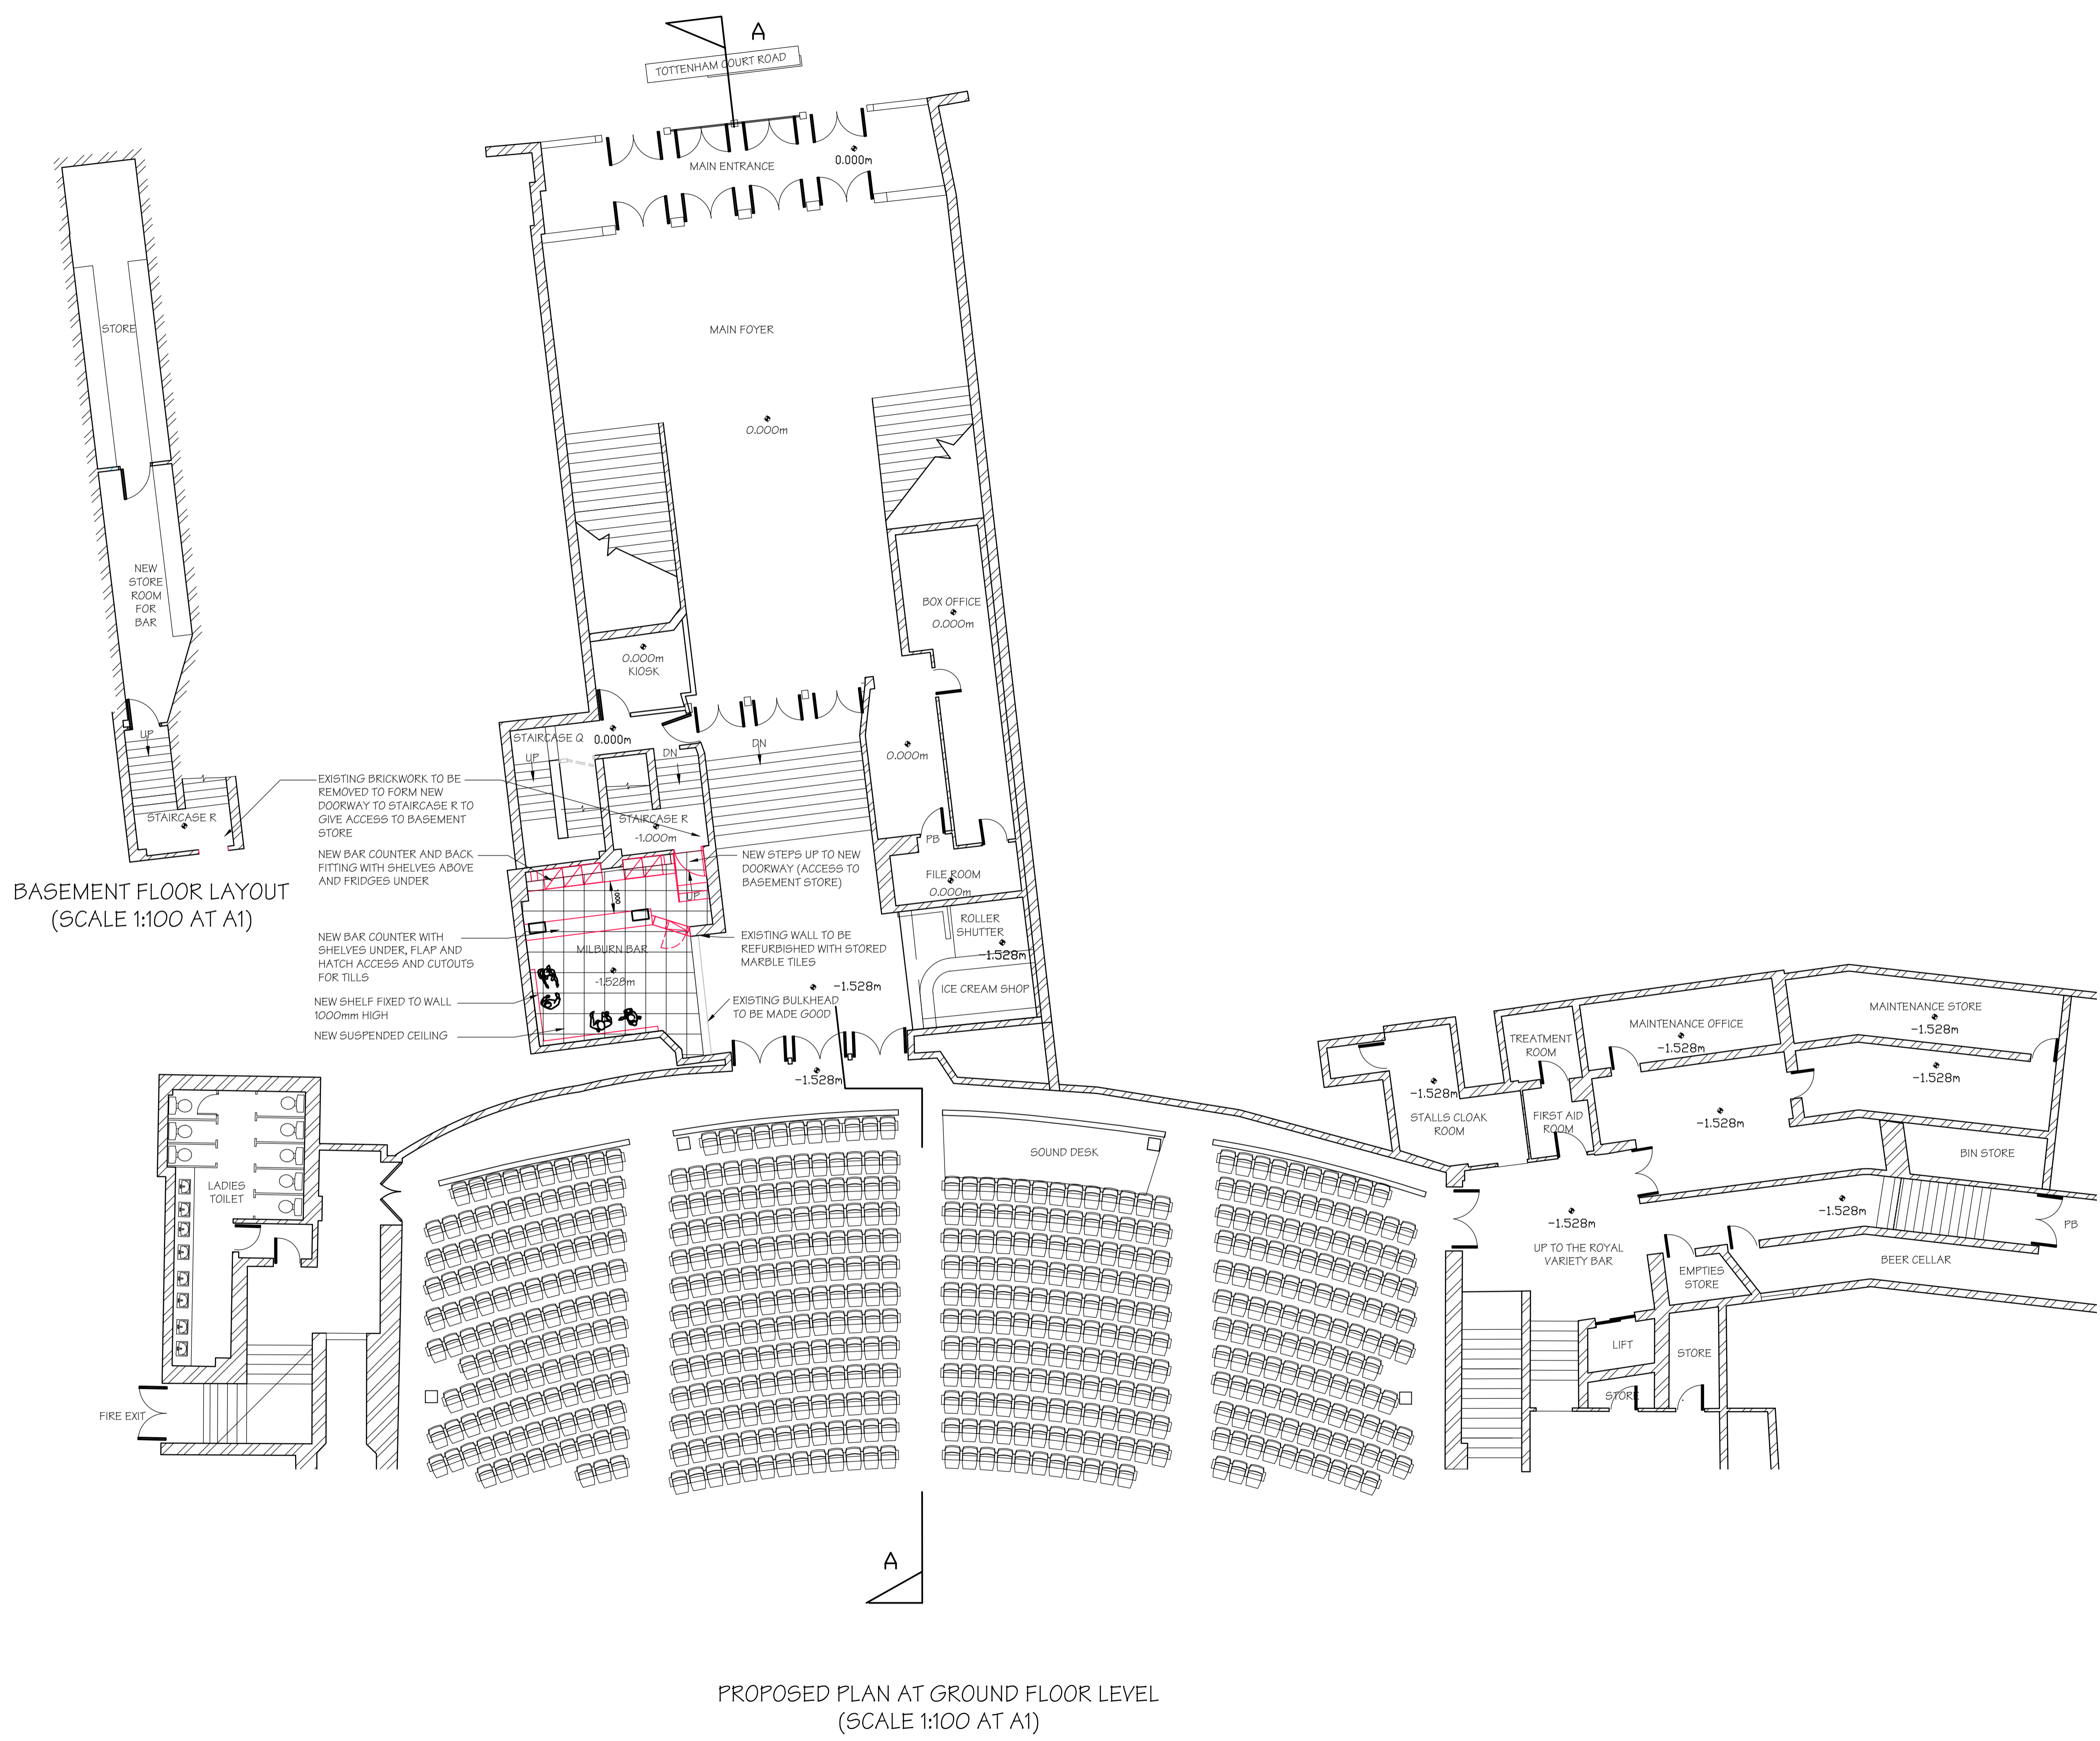 A
TOTTENHAM COURT ROAD
MAIN ENTRANCE
0.000m
MAIN FOYER
0.000m
STORE
NEW
STORE
ROOM
FOR
BAR
UP
STAIRCASE R
BASEMENT FLOOR LAYOUT
(SCALE 1:100 AT A1)
BOX OFFICE
0.000m
0.000m
KIOSK
STAIRCASE Q
0.000m
UP
DN
DN
0.000m
STAIRCASE R
-1.000m
PB
FILE ROOM
0.000m
EXISTING BRICKWORK TO BE
REMOVED TO FORM NEW
DOORWAY TO STAIRCASE R TO
GIVE ACCESS TO BASEMENT
STORE
NEW BAR COUNTER AND BACK
FITTING WITH SHELVES ABOVE
AND FRIDGES UNDER
NEW BAR COUNTER WITH
SHELVES UNDER, FLAP AND
HATCH ACCESS AND CUTOUTS
FOR TILLS
NEW SHELF FIXED TO WALL
1000mm HIGH
NEW SUSPENDED CEILING
1000
UP
MILBURN BAR
-1.528m
NEW STEPS UP TO NEW
DOORWAY (ACCESS TO
BASEMENT STORE)
EXISTING WALL TO BE
REFURBISHED WITH STORED
MARBLE TILES
-1.528m
EXISTING BULKHEAD
TO BE MADE GOOD
ROLLER
SHUTTER
-1.528m
ICE CREAM SHOP
-1.528m
SOUND DESK
LADIES
TOILET
FIRE EXIT
STALLS CLOAK
ROOM
-1.528m
TREATMENT
ROOM
FIRST AID
ROOM
MAINTENANCE OFFICE
-1.528m
MAINTENANCE STORE
-1.528m
-1.528m
-1.528m
BIN STORE
-1.528m
PB
-1.528m
UP TO THE ROYAL
VARIETY BAR
EMPTIES
STORE
BEER CELLAR
LIFT
STORE
STORE
A
PROPOSED PLAN AT GROUND FLOOR LEVEL
(SCALE 1:100 AT A1)